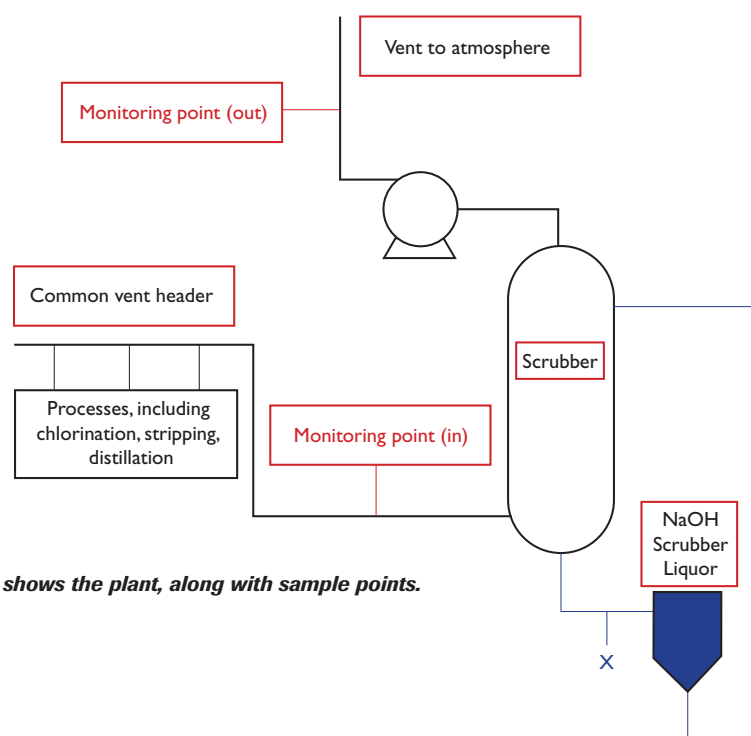 Vent to atmosphere
Monitoring point (out)
Common vent header
Scrubber
Processes, including
chlorination, stripping,
distillation
Monitoring point (in)
NaOH
Scrubber
Liquor
shows the plant, along with sample points.
X